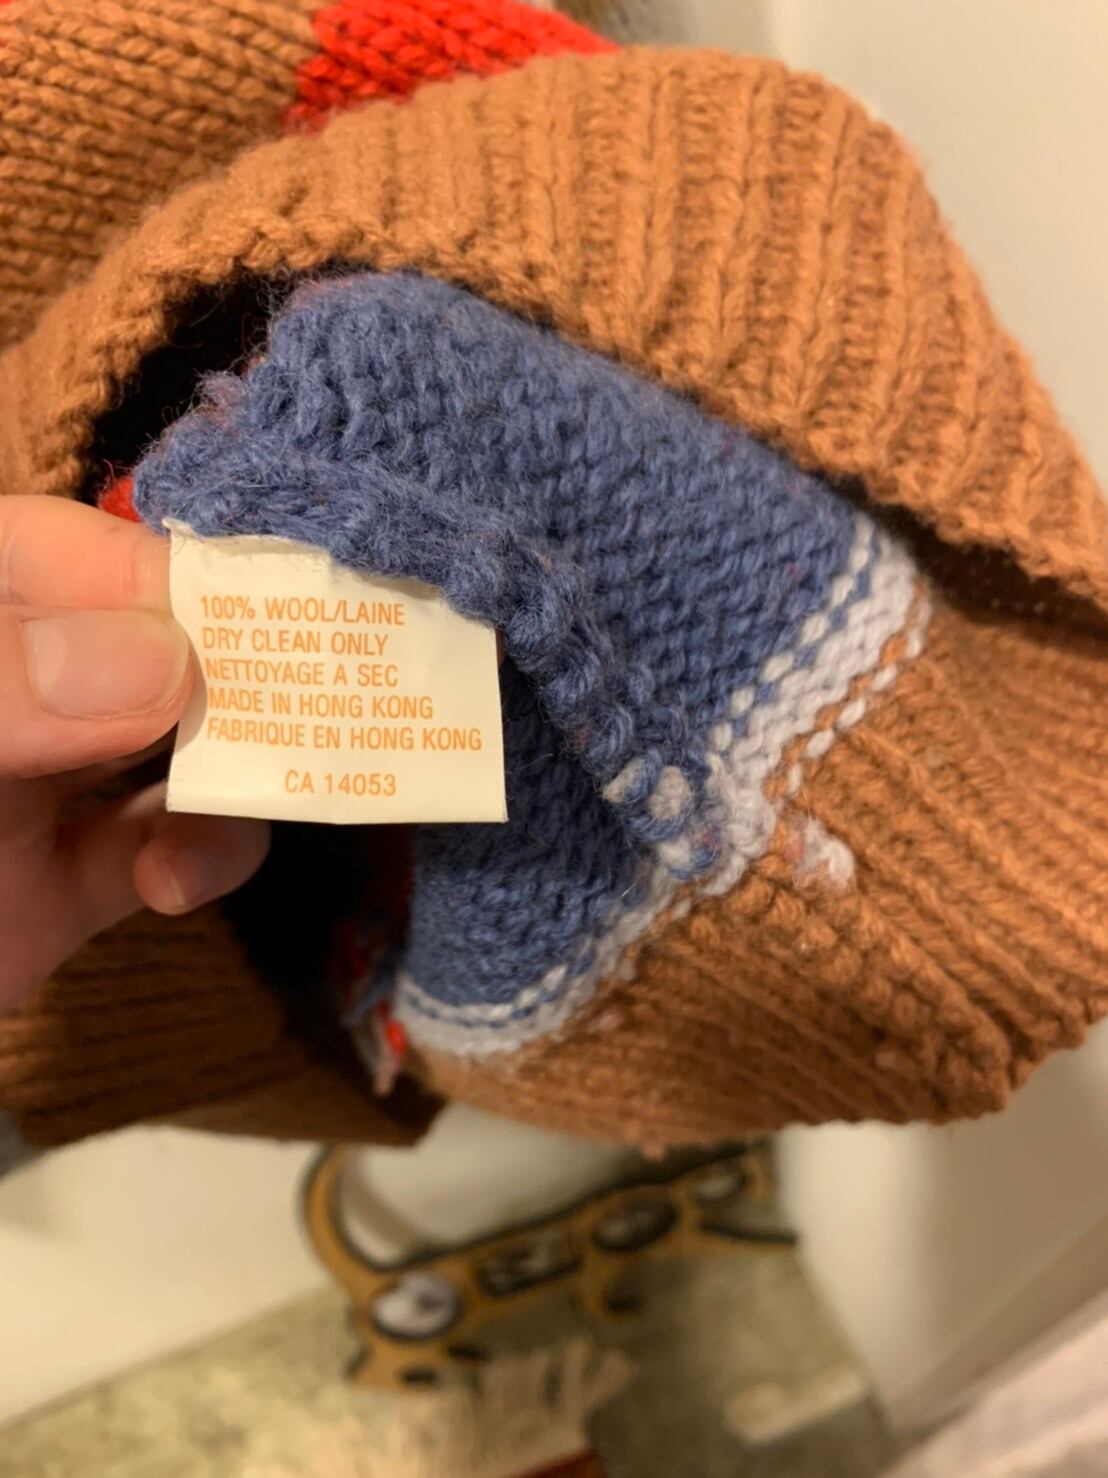 100% WOOL/LAINE
DRY CLEAN ONLY
NETTOYAGE A SEC
MADE IN HONG KONG
FABRIQUE EN HONG KONG
CA 14053